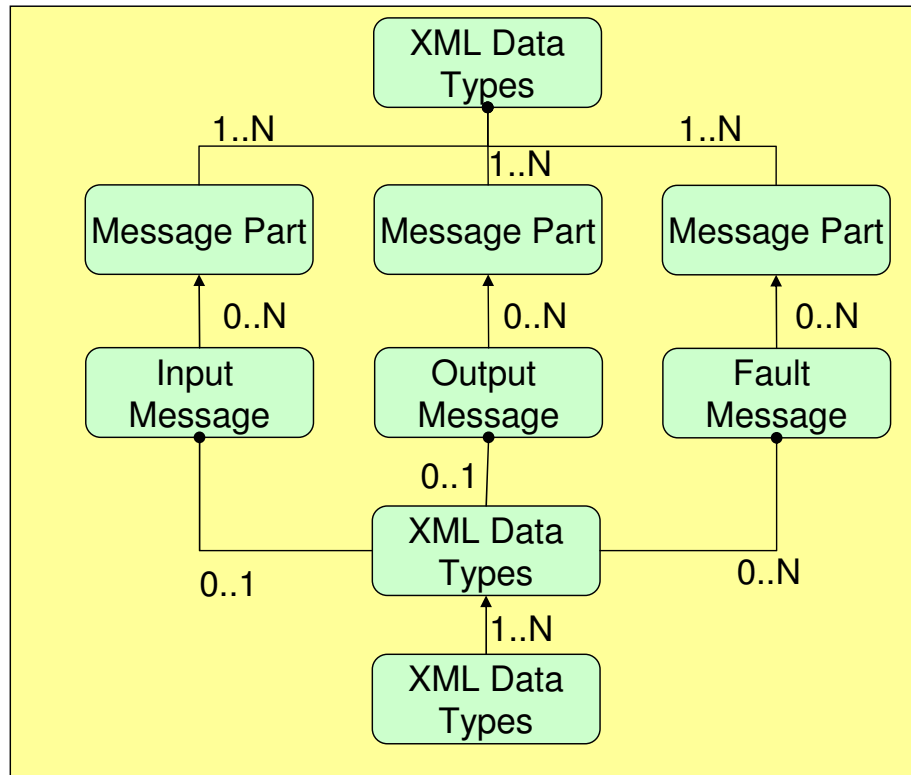 XML Data
Types
1..N
1..N
1..N
Message Part
Message Part
Message Part
0..N
0..N
0..N
Input
Message
Output
Message
Fault
Message
0..1
XML Data
Types
0..1
0..N
1..N
XML Data
Types